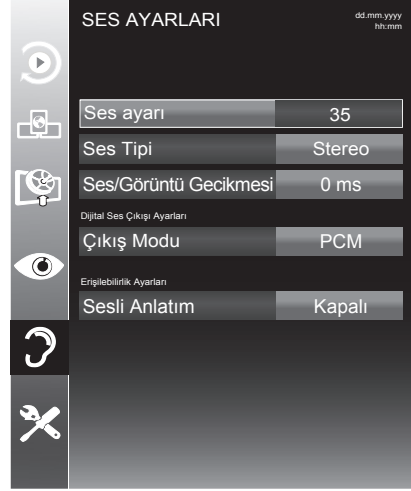 SES AYARLARI
dd.mm.yyyy
hh:mm
Ses ayarı 35
Ses Tipi Stereo
Ses/Görüntü Gecikmesi 0 ms
Dijital Ses Çıkışı Ayarları
Çıkış Modu PCM
Erişilebilirlik Ayarları
Sesli Anlatım Kapalı